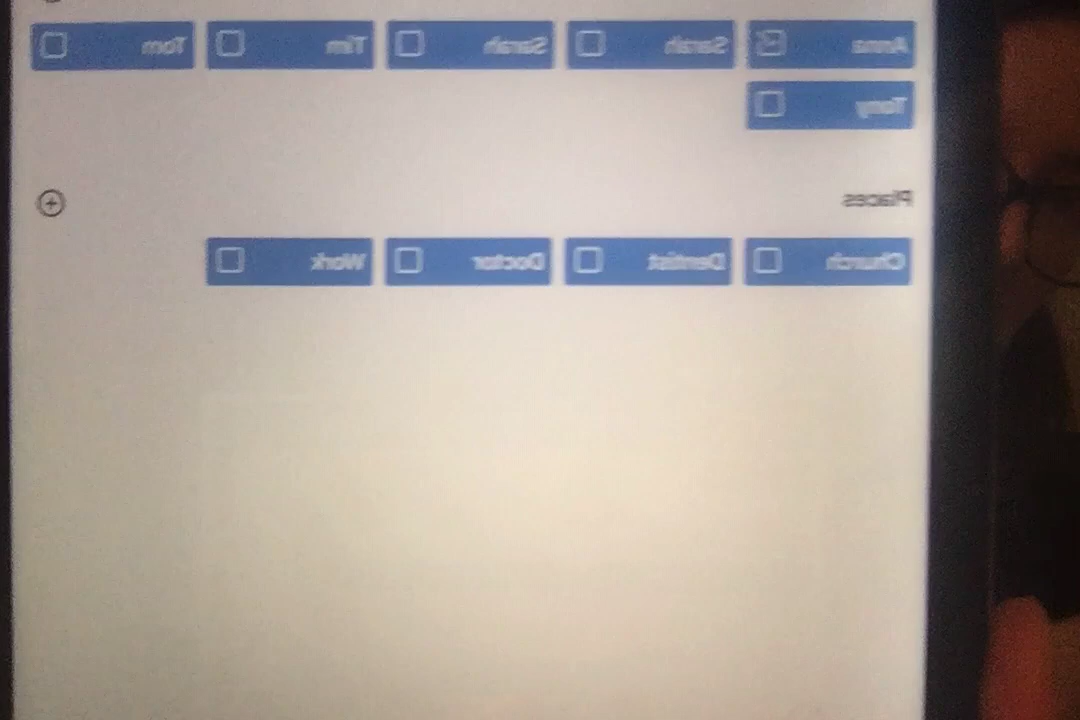 Anna Sarah Sarah Tim Tom
Tony
Places
Church Dentist Doctor Work